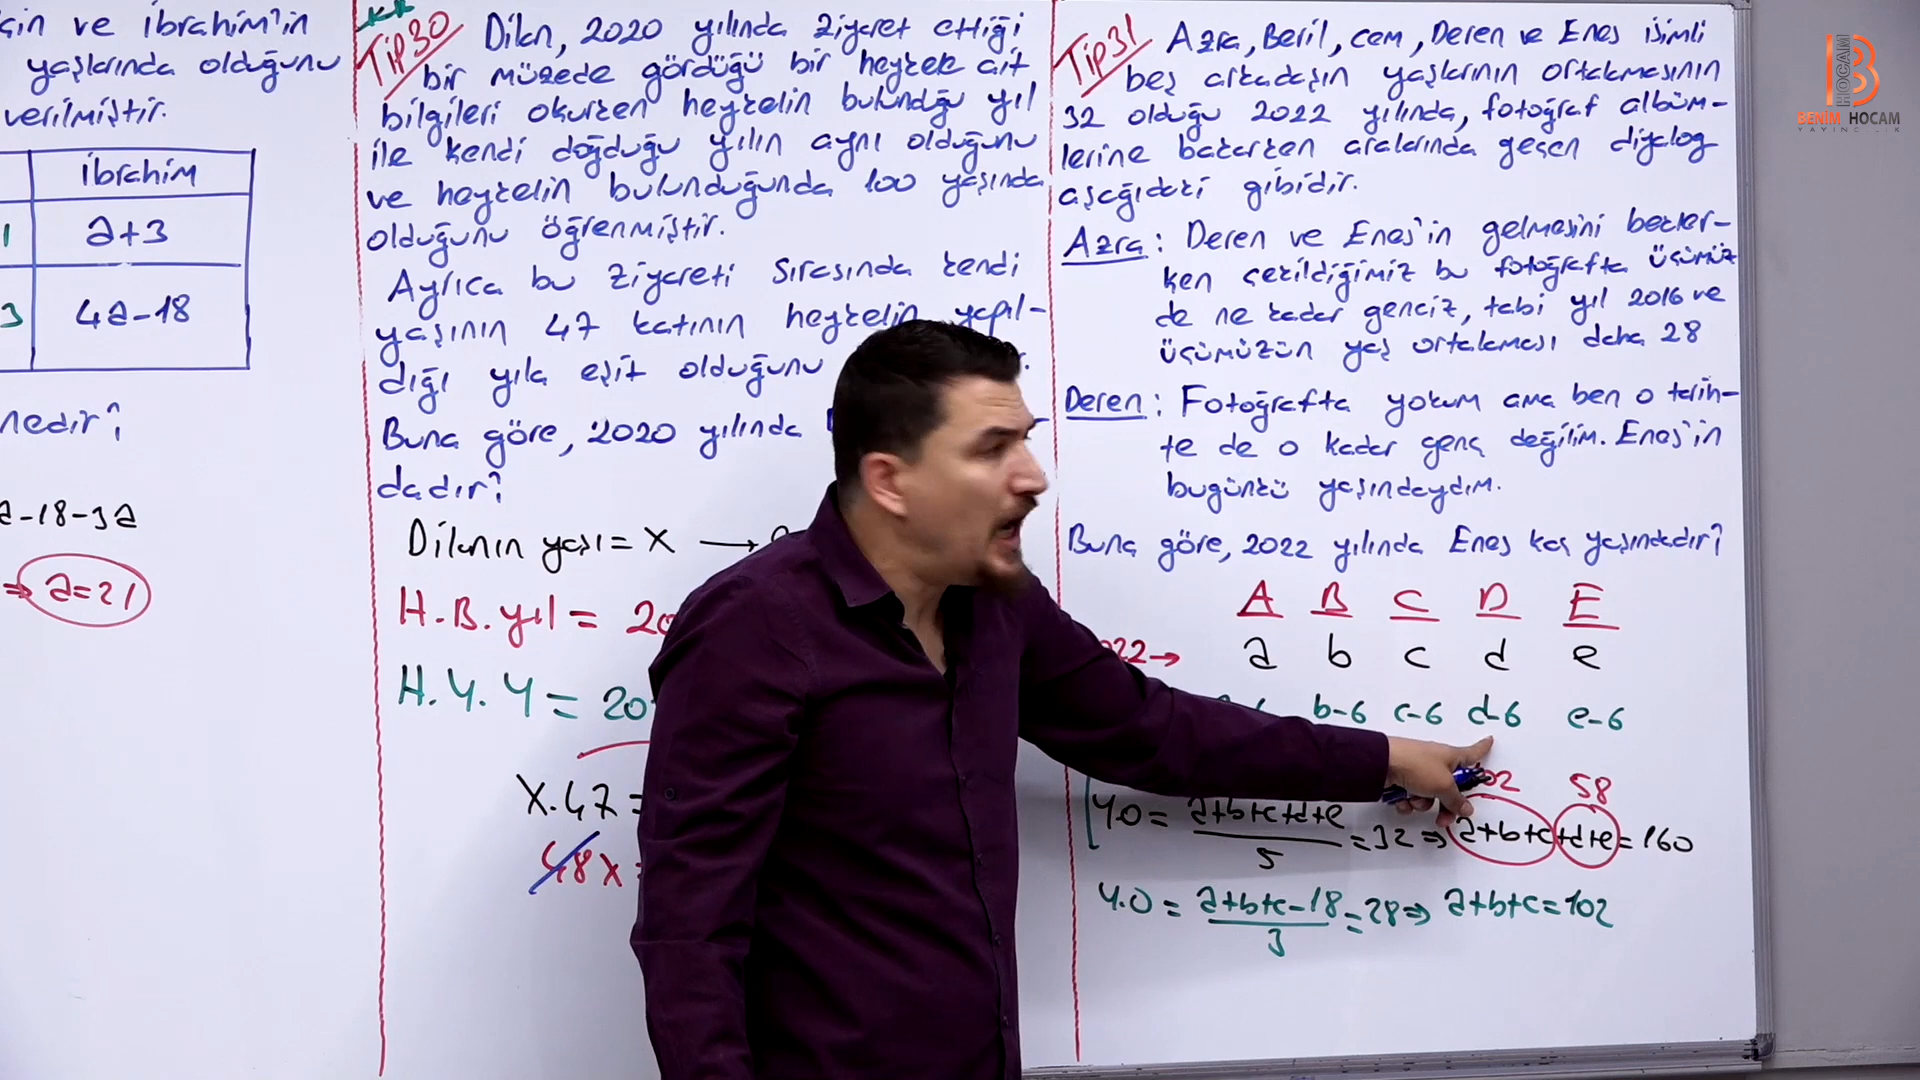 çin ve İbrahim'in
yaşlarında olduğunu
verilmiştir.
İbrahim
1
a+3
3
4a-18
nedir?
a-18-3a
⇒ a=21
K.K
Tip30
Dilan, 2020 yılında ziyaret ettiği
bir müzede gördüğü bir heykele ait
bilgileri okurken heykelin bulunduğu yıl
ile kendi doğduğu yılın aynı olduğunu
ve heykelin bulunduğunda 100 yaşında
olduğunu öğrenmiştir.
Ayrıca bu ziyareti sırasında kendi
yaşının 47 katının heykelin yapıl-
dığı yıla eşit olduğunu
Buna göre, 2020 yılında
dadır?
Dilanın yaşı = x →
H.B.yıl = 20
H.Y.Y = 20
x.47 =
48x
Tip31
Azra, Beril, Cem, Deren ve Enes isimli
beş arkadaşın yaşlarının ortalamasının
32 olduğu 2022 yılında, fotoğraf albüm-
lerine bakarken aralarında geçen diyalog
aşağıdaki gibidir.
Azra : Deren ve Enes'in gelmesini bekler-
ken çekildiğimiz bu fotoğrafta üçümüz
de ne kadar genciz, tabi yıl 2016 ve
üçümüzün yaş ortalaması daha 28
Deren : Fotoğrafta yokum ama ben o tarih-
te de o kadar genç değilim. Enes'in
bugünkü yaşındaydım.
Buna göre, 2022 yılında Enes kaç yaşındadır?
A B C D E
22→ a b c d e
b-6 c-6 d-6 e-6
102 58
Y.O = a+b+c+d+e / 5 = 32 ⇒ a+b+c+d+e = 160
Y.O = a+b+c-18 / 3 = 28 ⇒ a+b+c = 102
BENİM HOCAM
YAYINCILIK